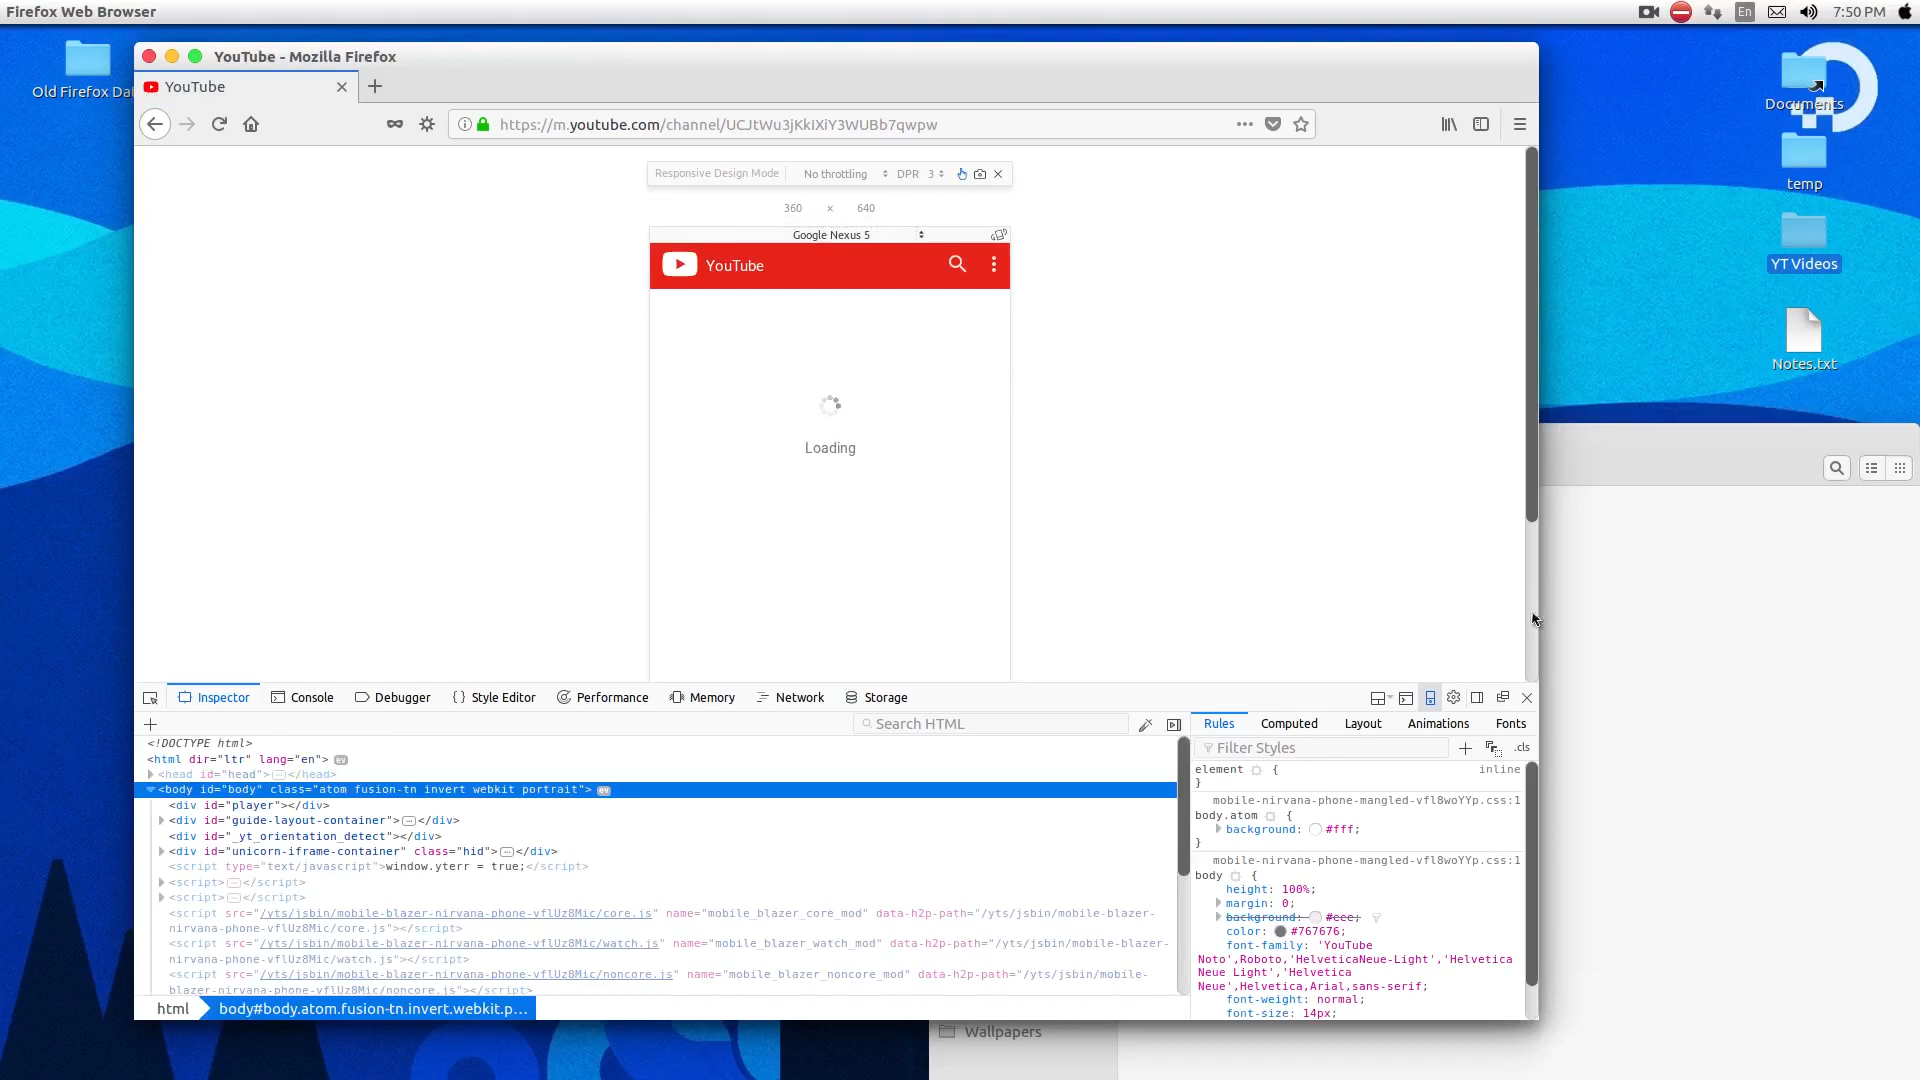 Firefox Web Browser
En
7:50 PM
Old Firefox Dat
Documents
temp
YT Videos
Notes.txt
YouTube - Mozilla Firefox
YouTube
https://m.youtube.com/channel/UCJtWu3jKkIXiY3WUBb7qwpw
Responsive Design Mode No throttling DPR 3
360 × 640
Google Nexus 5
YouTube
Loading
Inspector Console Debugger {} Style Editor Performance Memory Network Storage
Search HTML
<!DOCTYPE html>
<html dir="ltr" lang="en"> ev
<head id="head"></head>
<body id="body" class="atom fusion-tn invert webkit portrait"> ev
<div id="player"></div>
<div id="guide-layout-container"></div>
<div id="_yt_orientation_detect"></div>
<div id="unicorn-iframe-container" class="hid"></div>
<script type="text/javascript">window.yterr = true;</script>
<script></script>
<script></script>
<script src="/yts/jsbin/mobile-blazer-nirvana-phone-vflUz8Mic/core.js" name="mobile_blazer_core_mod" data-h2p-path="/yts/jsbin/mobile-blazer-
nirvana-phone-vflUz8Mic/core.js"></script>
<script src="/yts/jsbin/mobile-blazer-nirvana-phone-vflUz8Mic/watch.js" name="mobile_blazer_watch_mod" data-h2p-path="/yts/jsbin/mobile-blazer-
nirvana-phone-vflUz8Mic/watch.js"></script>
<script src="/yts/jsbin/mobile-blazer-nirvana-phone-vflUz8Mic/noncore.js" name="mobile_blazer_noncore_mod" data-h2p-path="/yts/jsbin/mobile-
blazer-nirvana-phone-vflUz8Mic/noncore.js"></script>
html body#body.atom.fusion-tn.invert.webkit.p…
Rules Computed Layout Animations Fonts
Filter Styles .cls
element { inline
}
mobile-nirvana-phone-mangled-vfl8woYYp.css:1
body.atom {
background: #fff;
}
mobile-nirvana-phone-mangled-vfl8woYYp.css:1
body {
height: 100%;
margin: 0;
background: #eee;
color: #767676;
font-family: 'YouTube
Noto',Roboto,'HelveticaNeue-Light','Helvetica
Neue Light','Helvetica
Neue',Helvetica,Arial,sans-serif;
font-weight: normal;
font-size: 14px;
Wallpapers